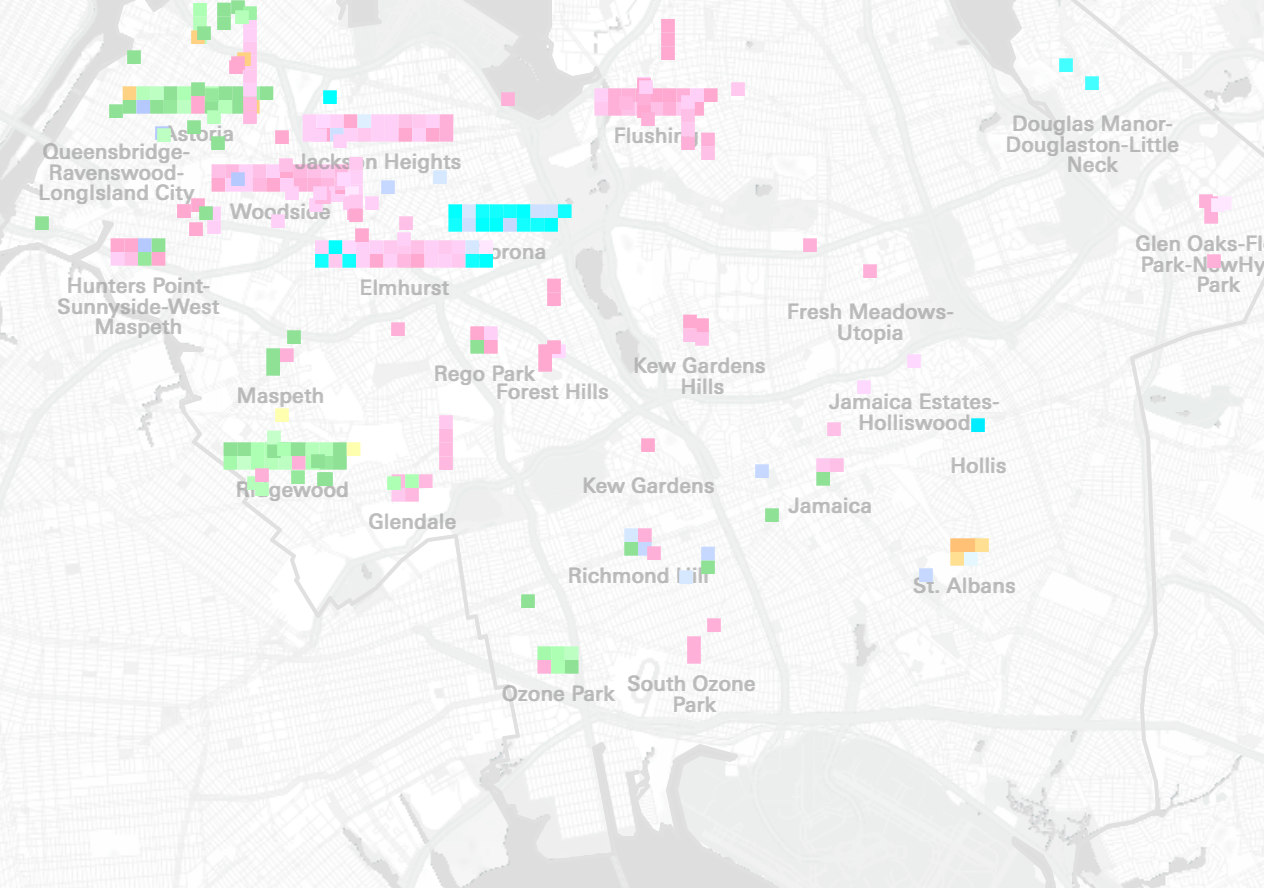 Astoria
Queensbridge-
Ravenswood-
LongIsland City
Jackson Heights
Flushing
Douglas Manor-
Douglaston-Little
Neck
Woodside
Corona
Elmhurst
Hunters Point-
Sunnyside-West
Maspeth
Glen Oaks-Fl
Park-NewHy
Park
Fresh Meadows-
Utopia
Kew Gardens
Hills
Rego Park
Forest Hills
Maspeth
Jamaica Estates-
Holliswood
Hollis
Ridgewood
Kew Gardens
Glendale
Jamaica
Richmond Hill
St. Albans
Ozone Park
South Ozone
Park